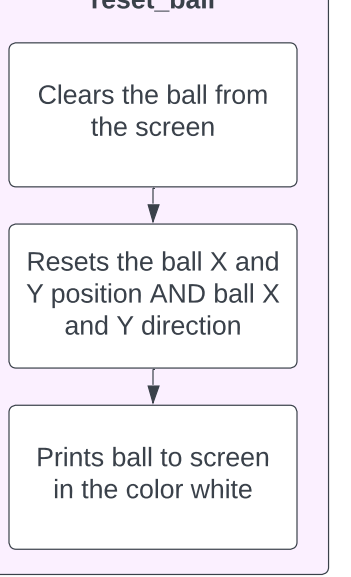 reset_ball
Clears the ball from
the screen
Resets the ball X and
Y position AND ball X
and Y direction
Prints ball to screen
in the color white